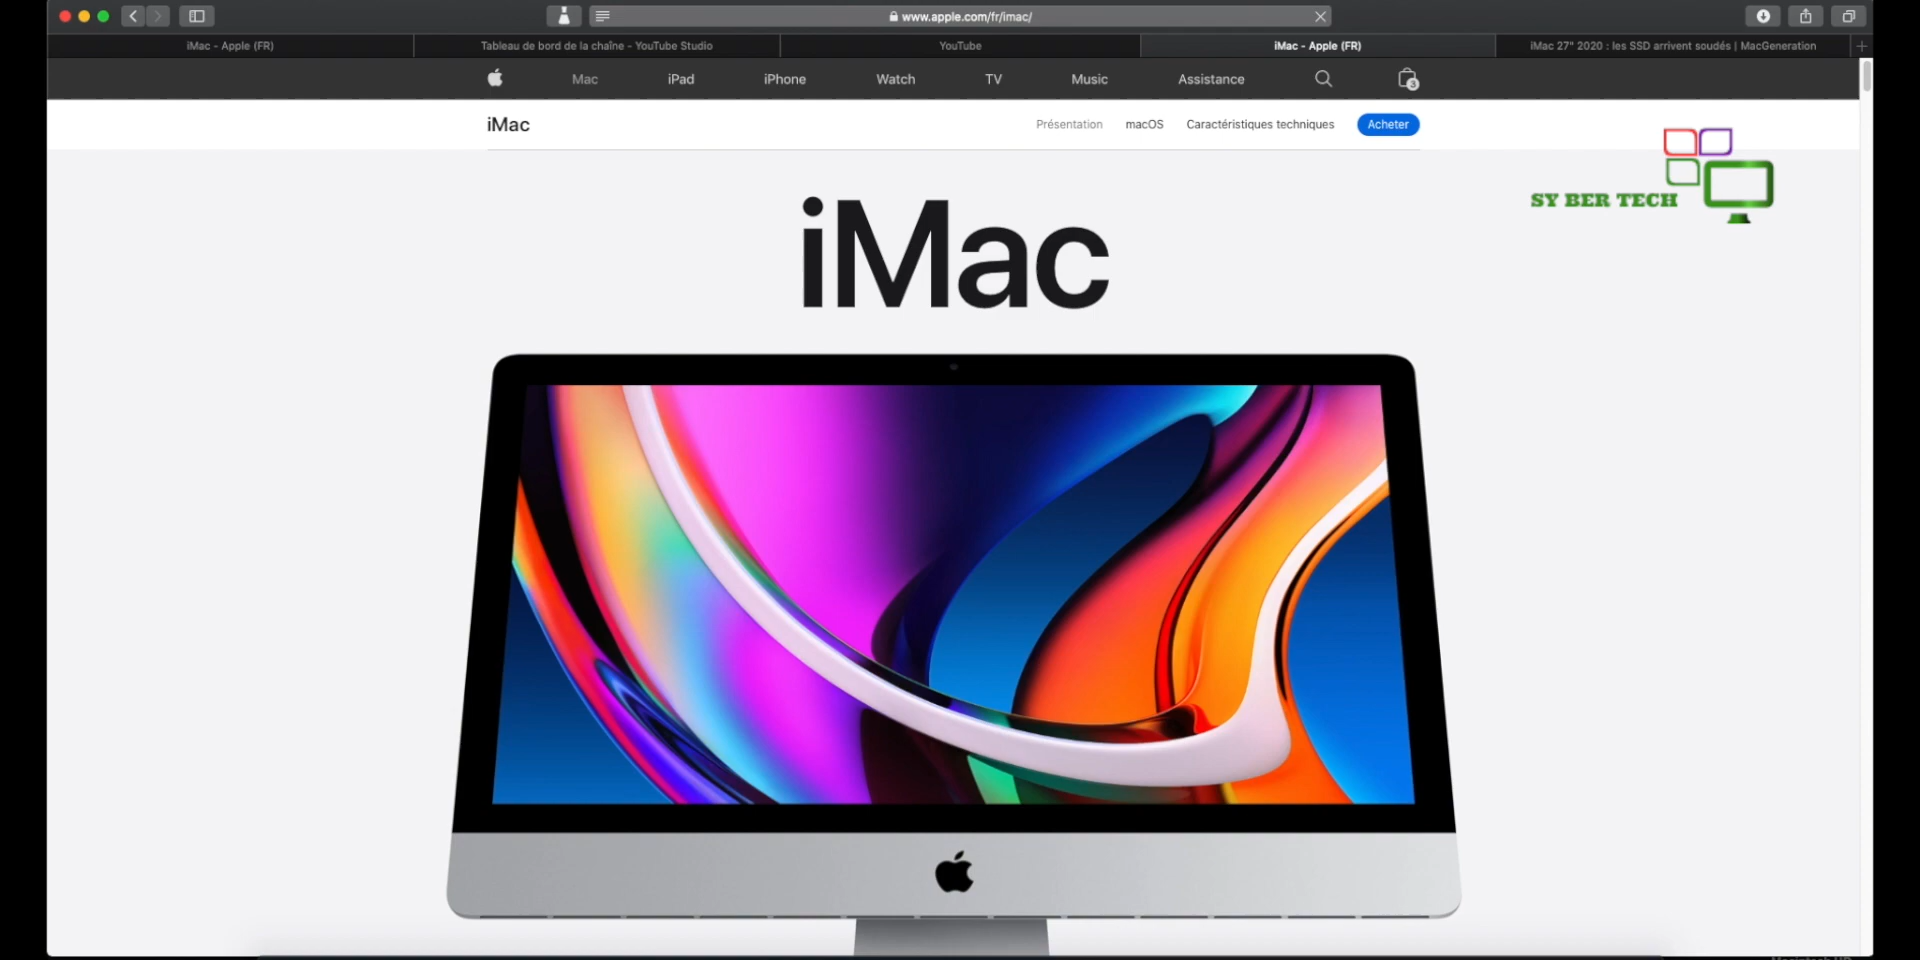 www.apple.com/fr/imac/
iMac - Apple (FR)
Tableau de bord de la chaîne - YouTube Studio
YouTube
iMac - Apple (FR)
iMac 27" 2020 : les SSD arrivent soudés | MacGeneration
Mac iPad iPhone Watch TV Music Assistance 3
iMac
Présentation macOS Caractéristiques techniques Acheter
SY BER TECH
iMac